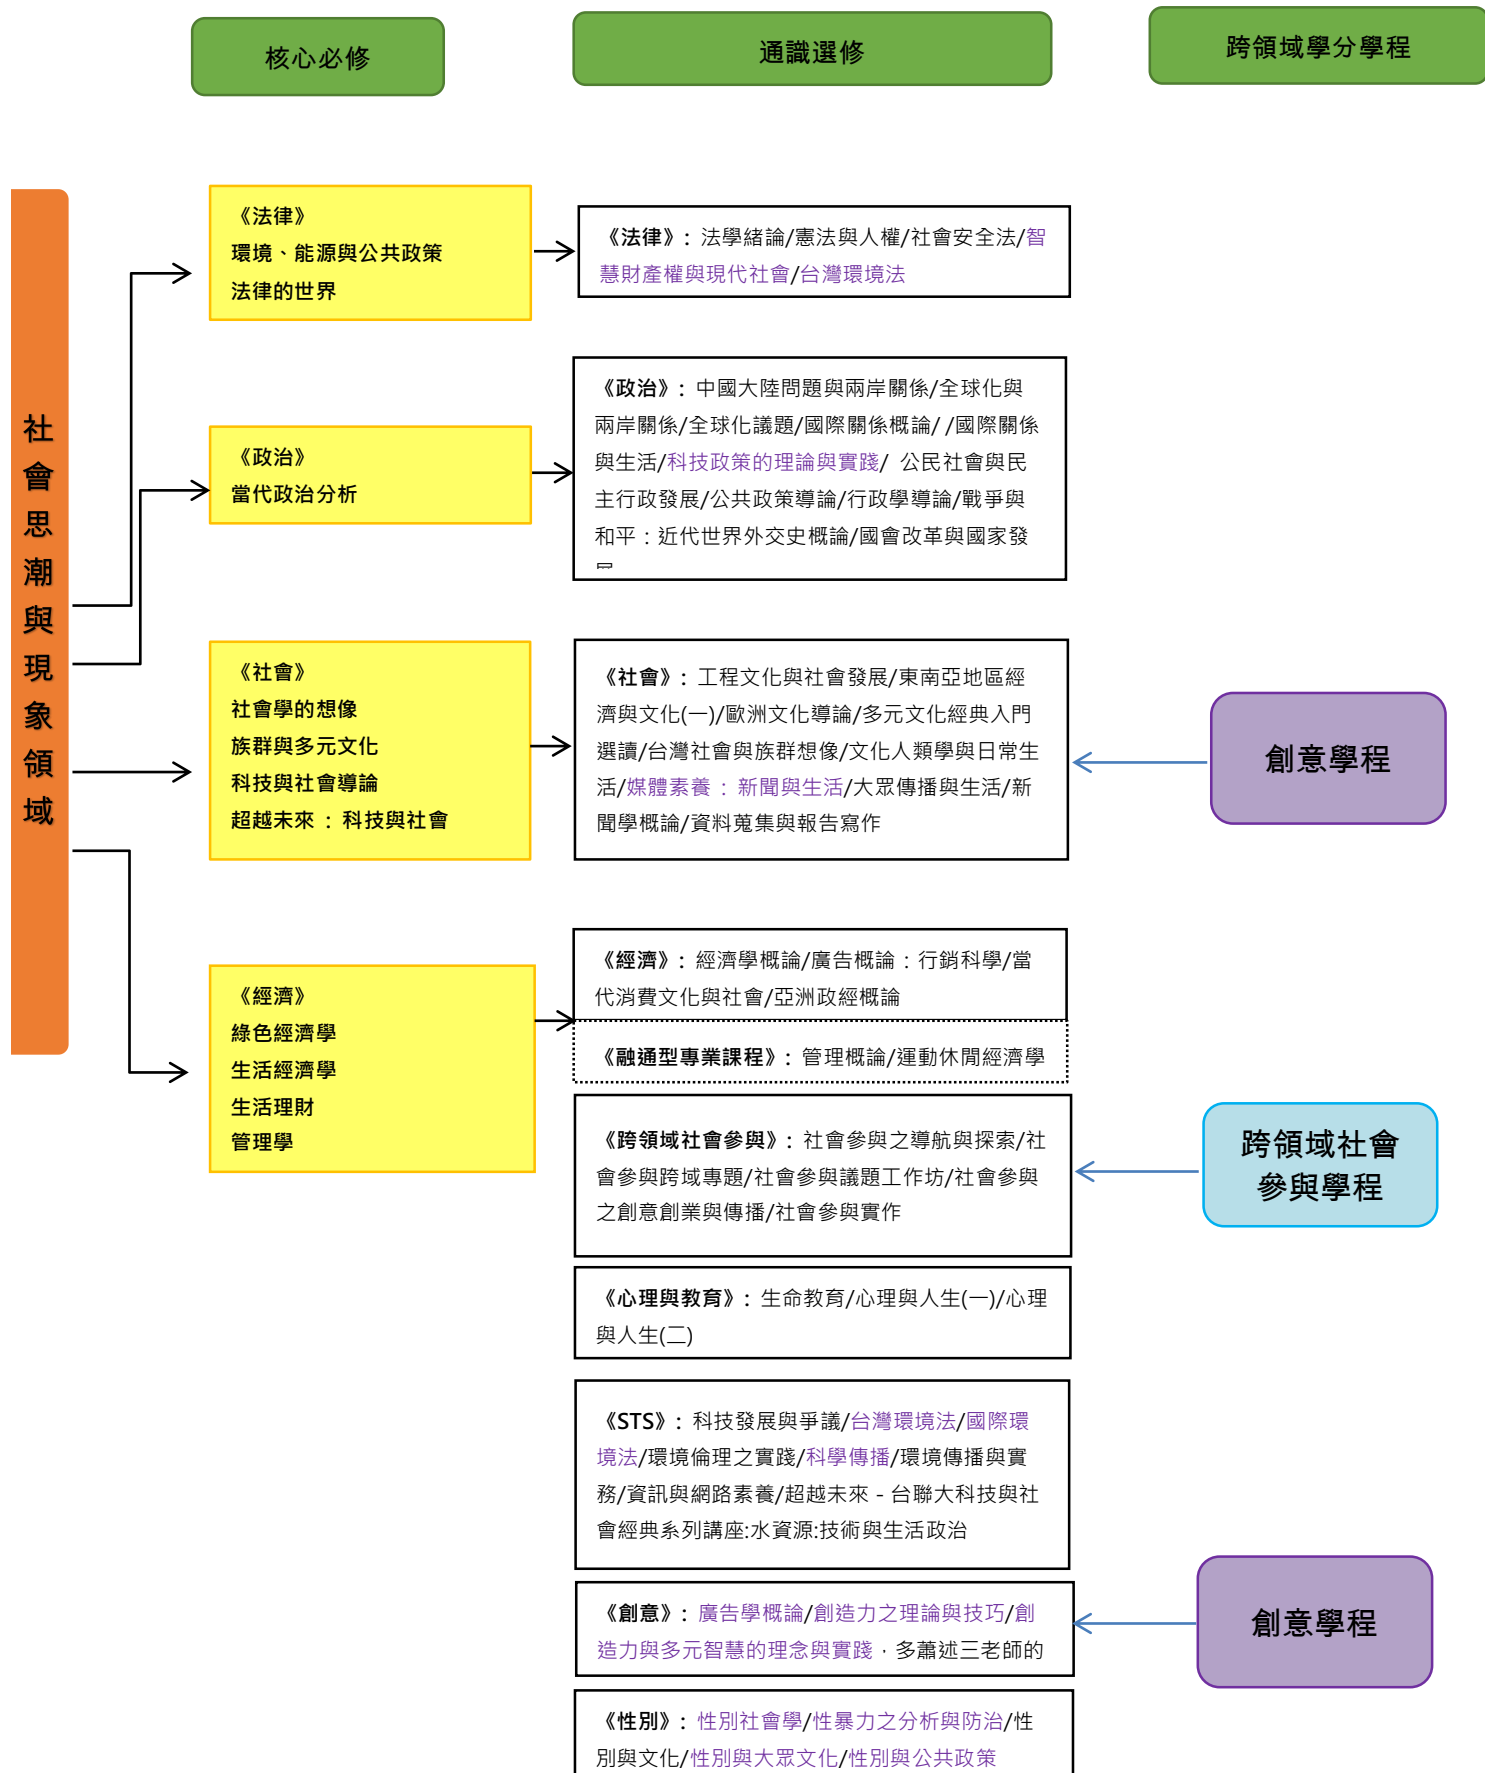 核心必修
通識選修
跨領域學分學程
社會思潮與現象領域
《法律》
環境、能源與公共政策
法律的世界
《法律》: 法學緒論/憲法與人權/社會安全法/智
慧財產權與現代社會/台灣環境法
《政治》
當代政治分析
《政治》: 中國大陸問題與兩岸關係/全球化與
兩岸關係/全球化議題/國際關係概論/ /國際關係
與生活/科技政策的理論與實踐/ 公民社會與民
主行政發展/公共政策導論/行政學導論/戰爭與
和平：近代世界外交史概論/國會改革與國家發
《社會》
社會學的想像
族群與多元文化
科技與社會導論
超越未來 : 科技與社會
《社會》: 工程文化與社會發展/東南亞地區經
濟與文化(一)/歐洲文化導論/多元文化經典入門
選讀/台灣社會與族群想像/文化人類學與日常生
活/媒體素養 : 新聞與生活/大眾傳播與生活/新
聞學概論/資料蒐集與報告寫作
創意學程
《經濟》
綠色經濟學
生活經濟學
生活理財
管理學
《經濟》: 經濟學概論/廣告概論：行銷科學/當
代消費文化與社會/亞洲政經概論
《融通型專業課程》: 管理概論/運動休閒經濟學
《跨領域社會參與》: 社會參與之導航與探索/社
會參與跨域專題/社會參與議題工作坊/社會參與
之創意創業與傳播/社會參與實作
跨領域社會
參與學程
《心理與教育》: 生命教育/心理與人生(一)/心理
與人生(二)
《STS》: 科技發展與爭議/台灣環境法/國際環
境法/環境倫理之實踐/科學傳播/環境傳播與實
務/資訊與網路素養/超越未來－台聯大科技與社
會經典系列講座:水資源:技術與生活政治
《創意》: 廣告學概論/創造力之理論與技巧/創
造力與多元智慧的理念與實踐，多蕭述三老師的
創意學程
《性別》: 性別社會學/性暴力之分析與防治/性
別與文化/性別與大眾文化/性別與公共政策